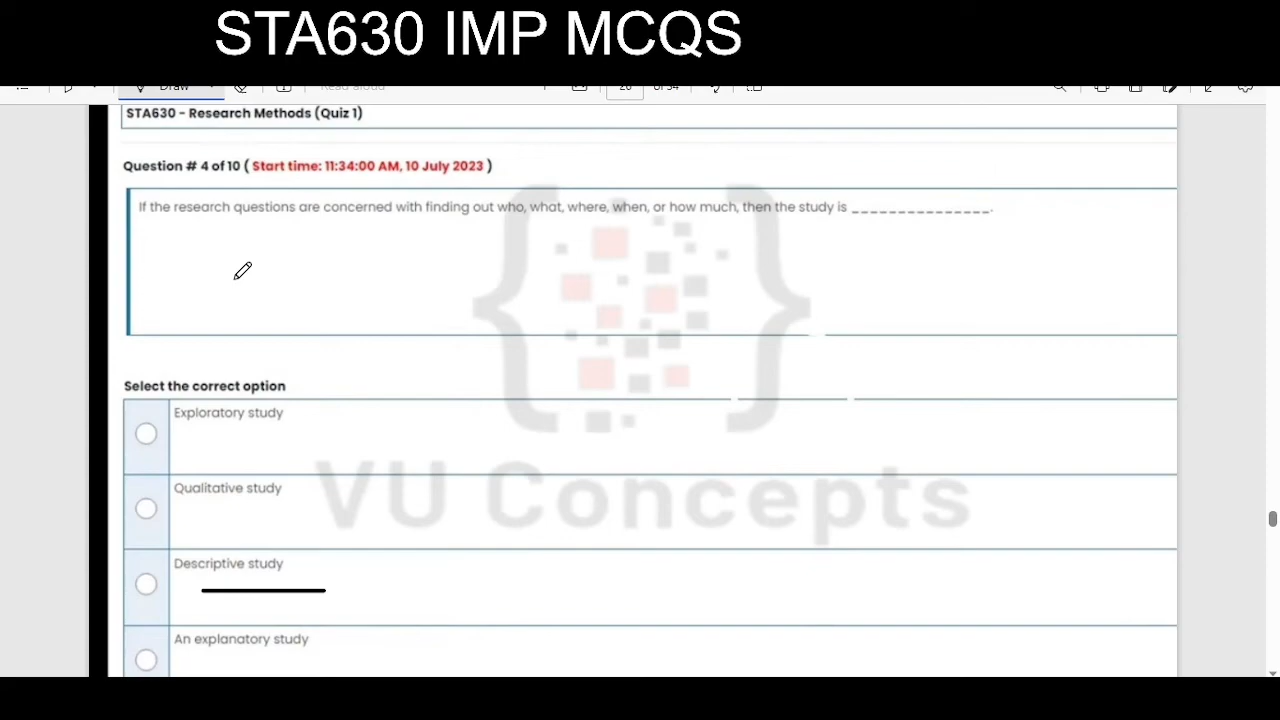 STA630 IMP MCQS
Draw
Read aloud
STA630 - Research Methods (Quiz 1)
Question # 4 of 10 ( Start time: 11:34:00 AM, 10 July 2023 )
If the research questions are concerned with finding out who, what, where, when, or how much, then the study is _______________.
Select the correct option
Exploratory study
Qualitative study
VU Concepts
Descriptive study
An explanatory study